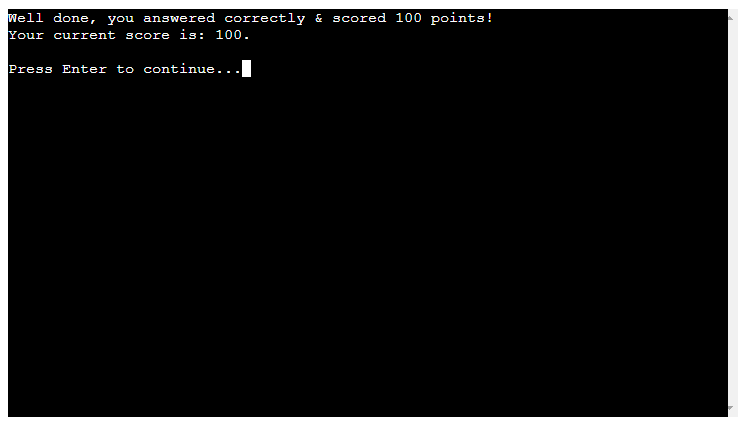 Well done, you answered correctly & scored 100 points!
Your current score is: 100.
Press Enter to continue...